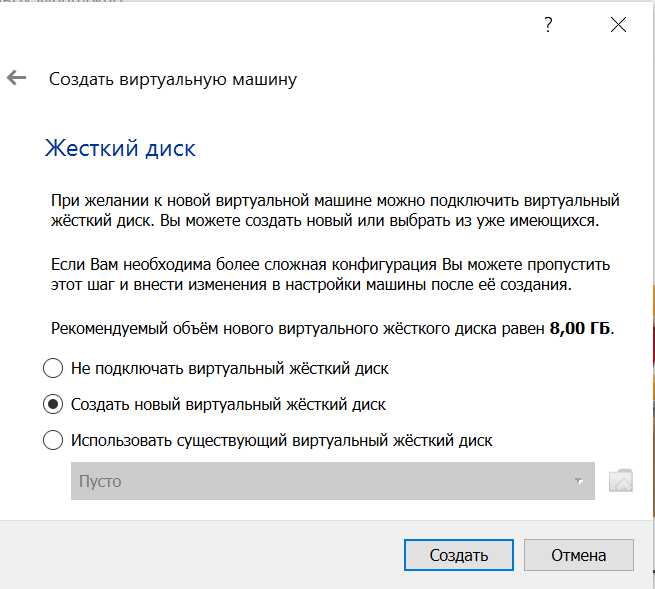 ?
Создать виртуальную машину
Жесткий диск
При желании к новой виртуальной машине можно подключить виртуальный
жёсткий диск. Вы можете создать новый или выбрать из уже имеющихся.
Если Вам необходима более сложная конфигурация Вы можете пропустить
этот шаг и внести изменения в настройки машины после её создания.
Рекомендуемый объём нового виртуального жёсткого диска равен 8,00 ГБ.
Не подключать виртуальный жёсткий диск
Создать новый виртуальный жёсткий диск
Использовать существующий виртуальный жёсткий диск
Пусто
Создать
Отмена